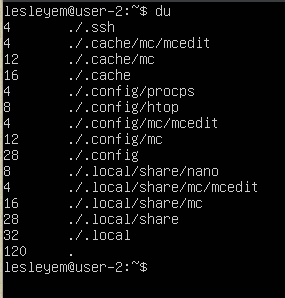 lesleyem@user-2:~$ du
4 ./.ssh
4 ./.cache/mc/mcedit
12 ./.cache/mc
16 ./.cache
4 ./.config/procps
8 ./.config/htop
4 ./.config/mc/mcedit
12 ./.config/mc
28 ./.config
8 ./.local/share/nano
4 ./.local/share/mc/mcedit
16 ./.local/share/mc
28 ./.local/share
32 ./.local
120 .
lesleyem@user-2:~$